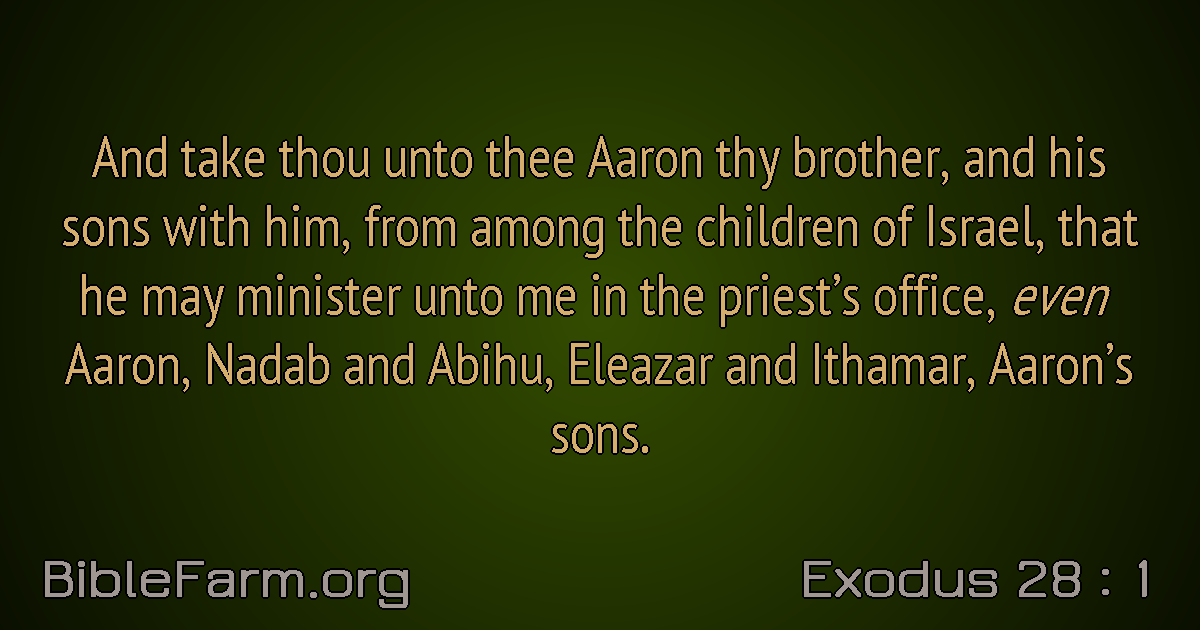 And take thou unto thee Aaron thy brother, and his
sons with him, from among the children of Israel, that
he may minister unto me in the priest’s office, even
Aaron, Nadab and Abihu, Eleazar and Ithamar, Aaron’s
sons.
BibleFarm.org
Exodus 28 : 1